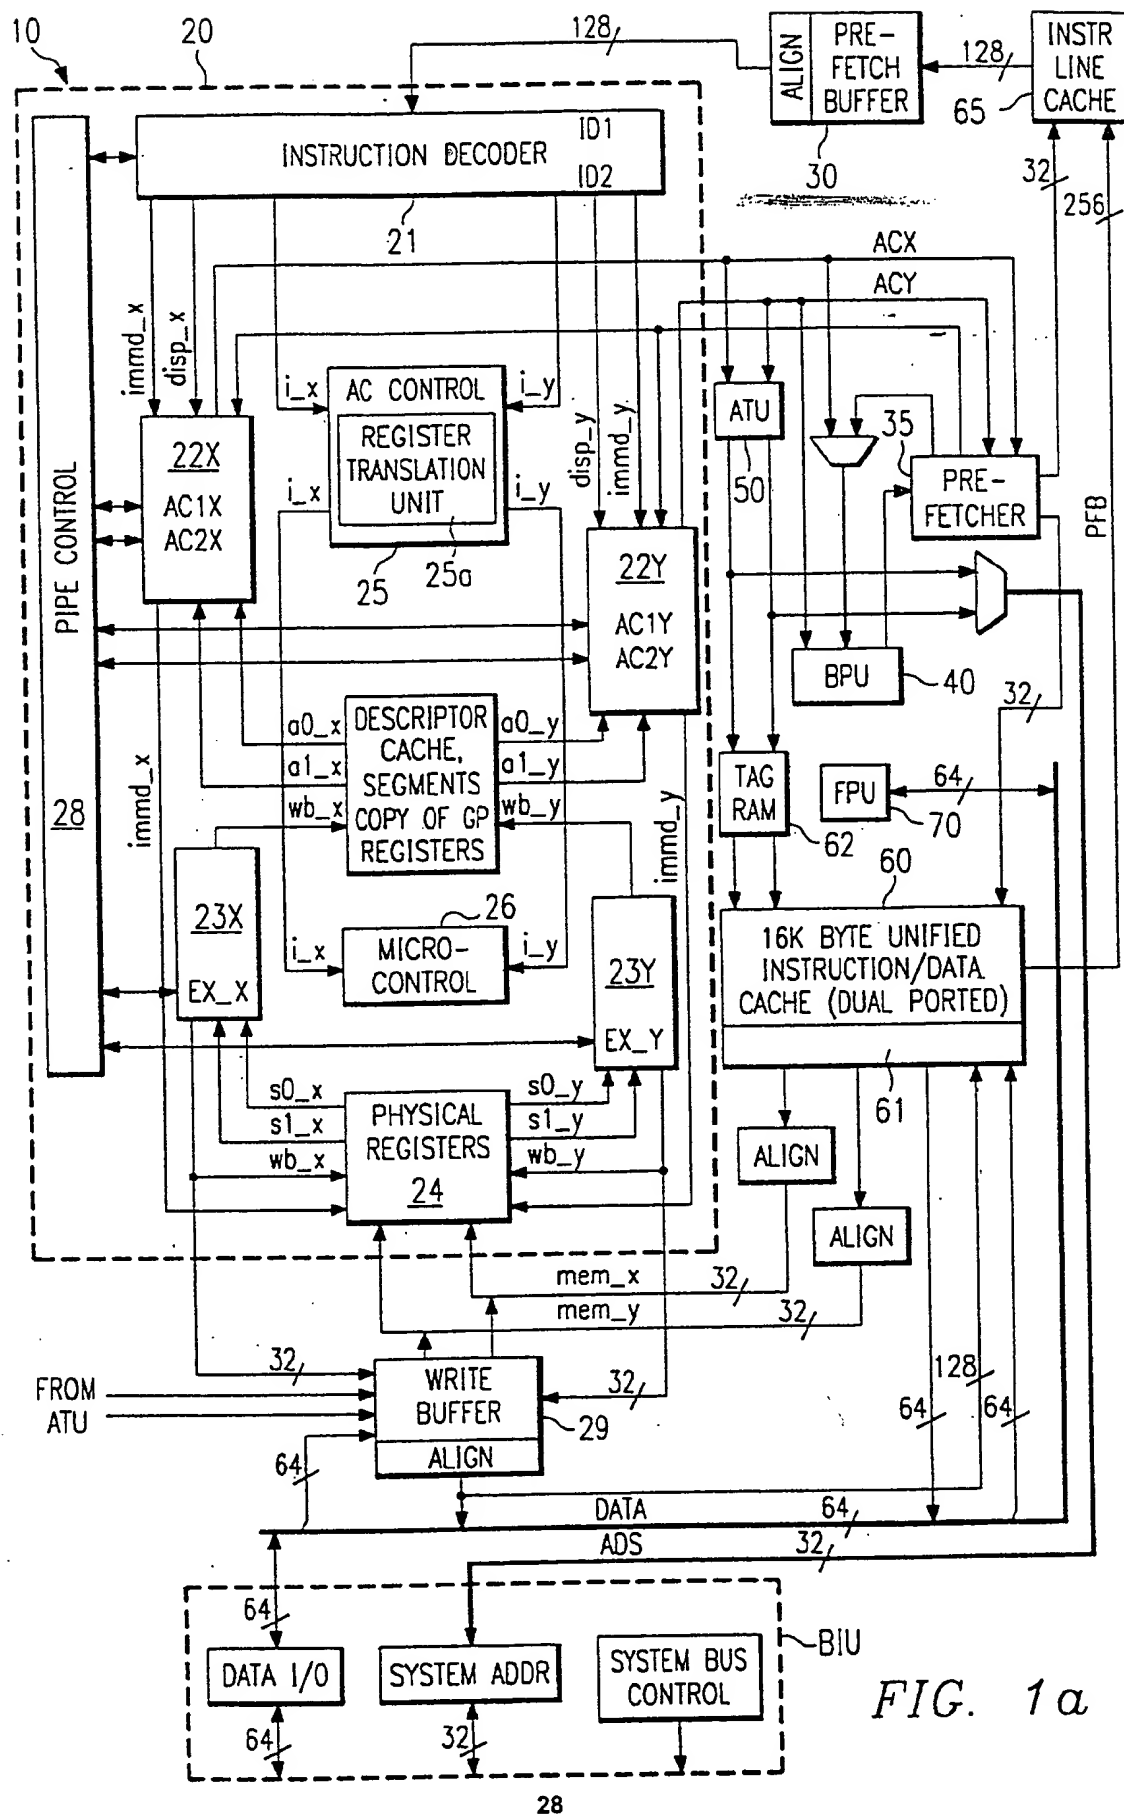 10
20
128
ALIGN
PRE-
FETCH
BUFFER
30
128
INSTR
LINE
CACHE
65
32
256
ID1
INSTRUCTION DECODER
ID2
21
ACX
ACY
immd_x
disp_x
i_x
AC CONTROL
i_y
REGISTER
TRANSLATION
UNIT
i_x
i_y
25
25a
disp_y
immd_y
ATU
50
35
PRE-
FETCHER
PFB
PIPE CONTROL
28
22X
AC1X
AC2X
22Y
AC1Y
AC2Y
BPU
40
32
immd_x
a0_x
a1_x
wb_x
DESCRIPTOR
CACHE,
SEGMENTS
COPY OF GP
REGISTERS
a0_y
a1_y
wb_y
immd_y
TAG
RAM
62
FPU
70
64
60
23X
EX_X
26
i_x
MICRO-
CONTROL
i_y
23Y
EX_Y
16K BYTE UNIFIED
INSTRUCTION/DATA
CACHE (DUAL PORTED)
61
s0_x
s1_x
wb_x
PHYSICAL
REGISTERS
24
s0_y
s1_y
wb_y
ALIGN
ALIGN
mem_x
32
mem_y
32
32
FROM
ATU
WRITE
BUFFER
ALIGN
29
32
64
128
64
64
DATA
64
ADS
32
64
BIU
DATA I/O
SYSTEM ADDR
SYSTEM BUS
CONTROL
64
32
FIG. 1a
28